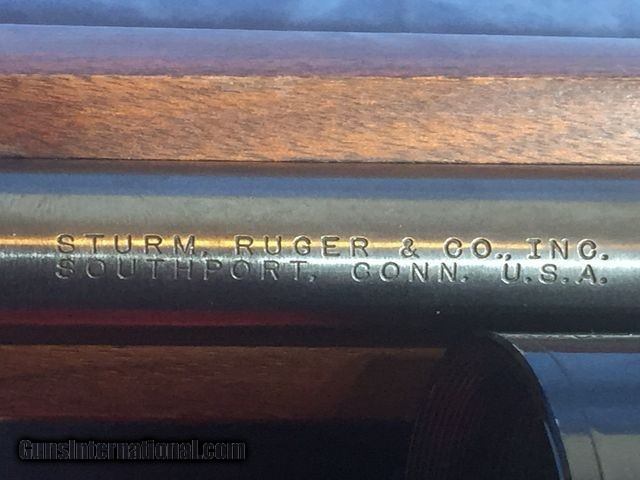 STURM, RUGER & CO., INC.
SOUTHPORT, CONN. U.S.A.
GunsInternational.com